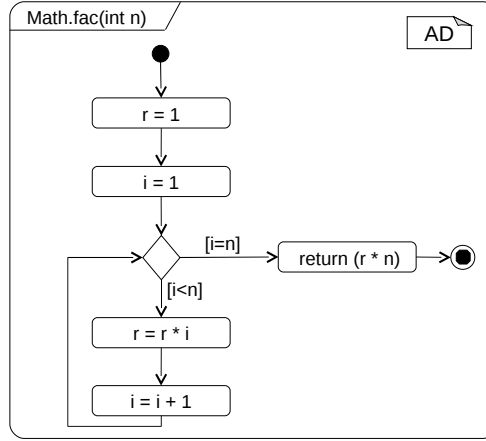 Math.fac(int n)
AD
r = 1
i = 1
[i=n]
return (r * n)
[i<n]
r = r * i
i = i + 1